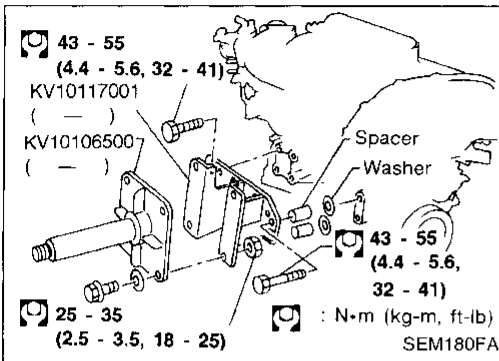 43 - 55
(4.4 - 5.6, 32 - 41)
KV10117001
( — )
KV10106500
( — )
Spacer
Washer
43 - 55
(4.4 - 5.6,
32 - 41)
25 - 35
(2.5 - 3.5, 18 - 25)
: N•m (kg-m, ft-lb)
SEM180FA